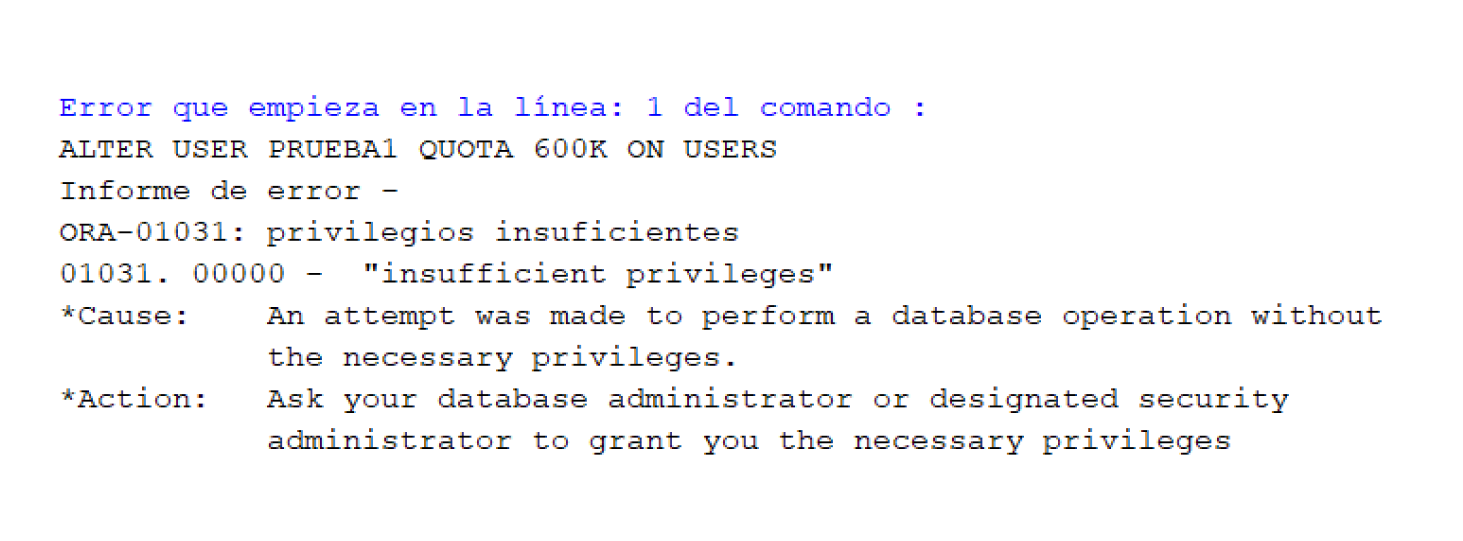 Error que empieza en la línea: 1 del comando :
ALTER USER PRUEBA1 QUOTA 600K ON USERS
Informe de error -
ORA-01031: privilegios insuficientes
01031. 00000 -  "insufficient privileges"
*Cause:    An attempt was made to perform a database operation without
           the necessary privileges.
*Action:   Ask your database administrator or designated security
           administrator to grant you the necessary privileges